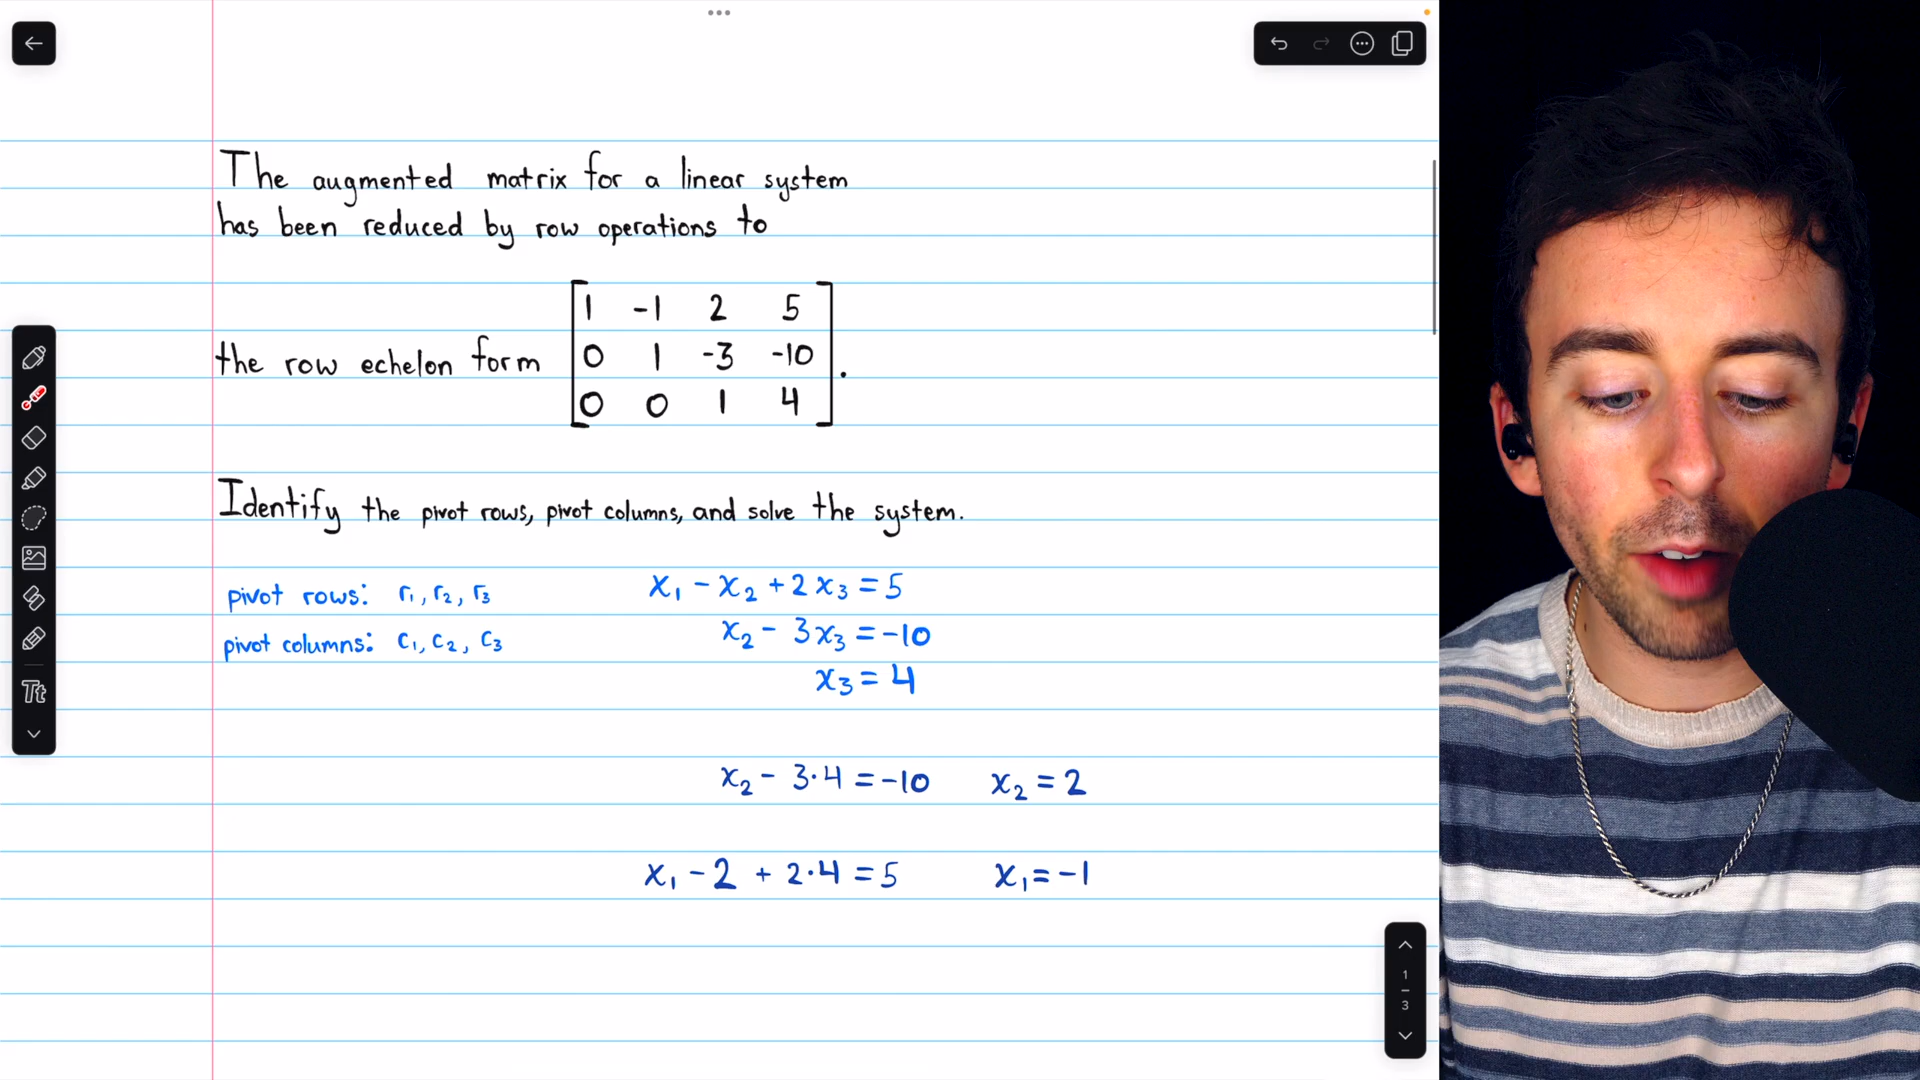 The augmented matrix for a linear system
has been reduced by row operations to
the row echelon form
1 -1 2 5
0 1 -3 -10
0 0 1 4
.
Identify the pivot rows, pivot columns, and solve the system.
pivot rows: r₁, r₂, r₃
pivot columns: c₁, c₂, c₃
x₁ - x₂ + 2x₃ = 5
x₂ - 3x₃ = -10
x₃ = 4
x₂ - 3·4 = -10 x₂ = 2
x₁ - 2 + 2·4 = 5 x₁ = -1
Tt
1
3